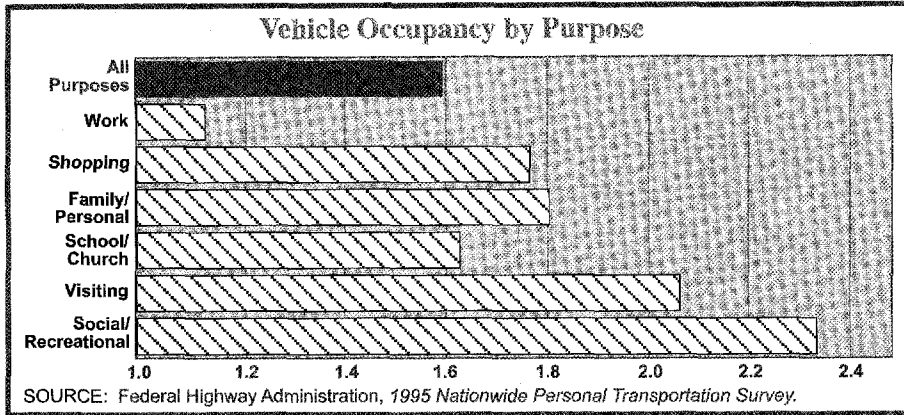 Vehicle Occupancy by Purpose
All
Purposes
Work
Shopping
Family/
Personal
School/
Church
Visiting
Social/
Recreational
1.0 1.2 1.4 1.6 1.8 2.0 2.2 2.4
SOURCE: Federal Highway Administration, 1995 Nationwide Personal Transportation Survey.